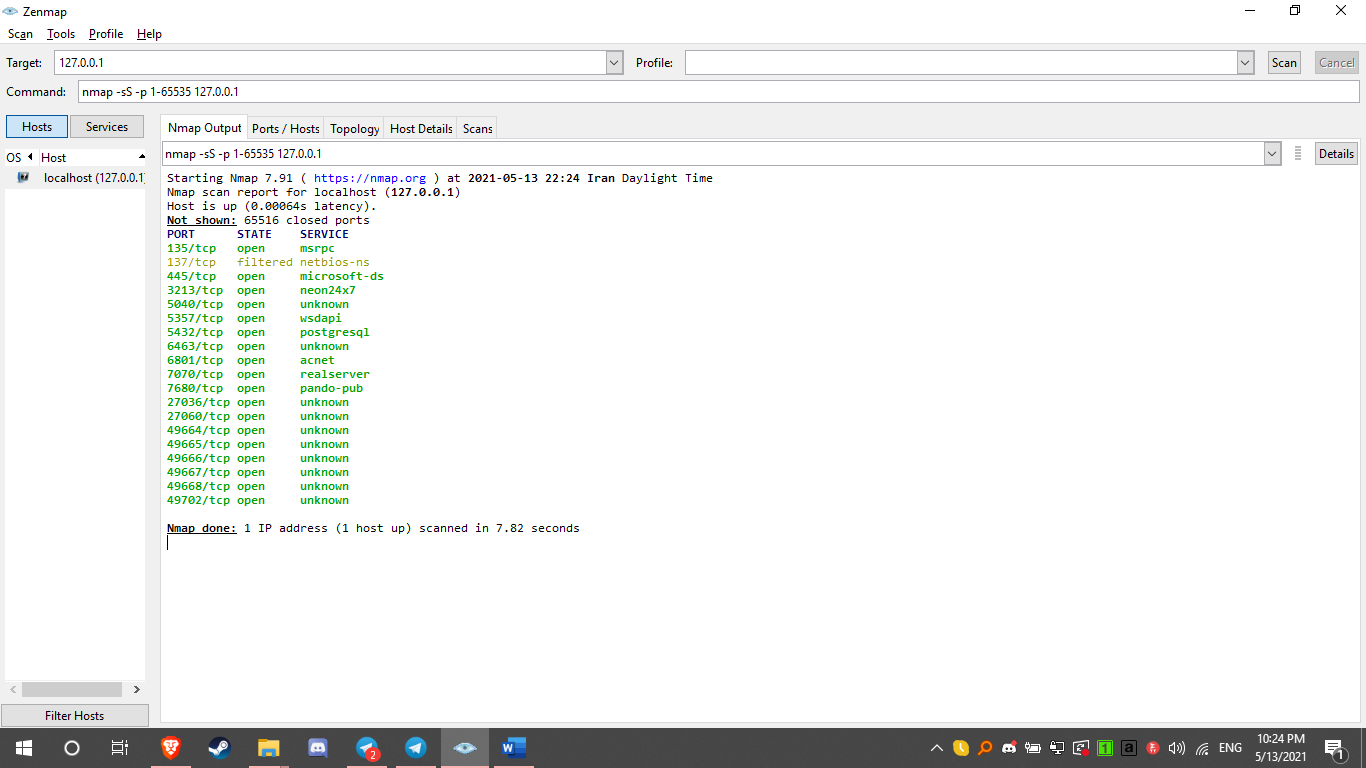 Zenmap
Scan Tools Profile Help
Target: 127.0.0.1 Profile: Scan Cancel
Command: nmap -sS -p 1-65535 127.0.0.1
Hosts Services
Nmap Output Ports / Hosts Topology Host Details Scans
OS Host
localhost (127.0.0.1)
nmap -sS -p 1-65535 127.0.0.1 Details
Starting Nmap 7.91 ( https://nmap.org ) at 2021-05-13 22:24 Iran Daylight Time
Nmap scan report for localhost (127.0.0.1)
Host is up (0.00064s latency).
Not shown: 65516 closed ports
PORT STATE SERVICE
135/tcp open msrpc
137/tcp filtered netbios-ns
445/tcp open microsoft-ds
3213/tcp open neon24x7
5040/tcp open unknown
5357/tcp open wsdapi
5432/tcp open postgresql
6463/tcp open unknown
6801/tcp open acnet
7070/tcp open realserver
7680/tcp open pando-pub
27036/tcp open unknown
27060/tcp open unknown
49664/tcp open unknown
49665/tcp open unknown
49666/tcp open unknown
49667/tcp open unknown
49668/tcp open unknown
49702/tcp open unknown
Nmap done: 1 IP address (1 host up) scanned in 7.82 seconds
Filter Hosts
2
1 a ENG
10:24 PM
5/13/2021
1